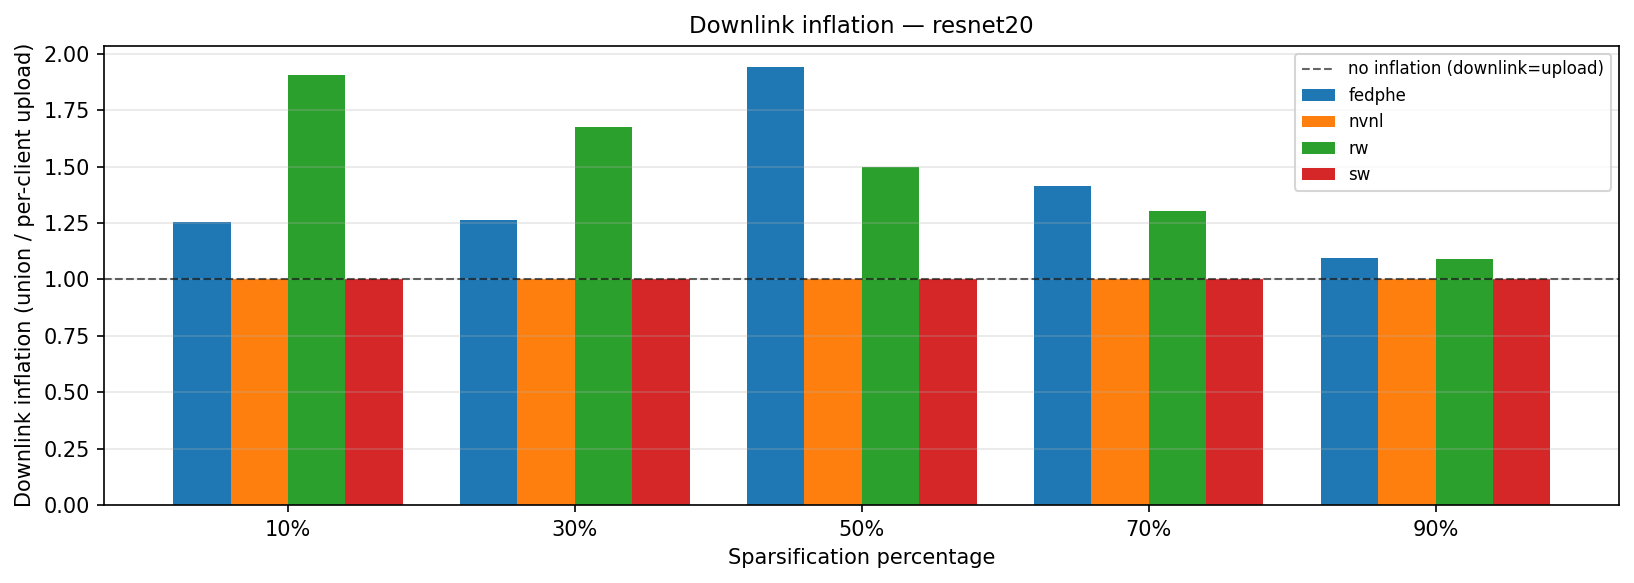 Downlink inflation — resnet20
Downlink inflation (union / per-client upload)
2.00
1.75
1.50
1.25
1.00
0.75
0.50
0.25
0.00
no inflation (downlink=upload)
fedphe
nvnl
rw
sw
10% 30% 50% 70% 90%
Sparsification percentage